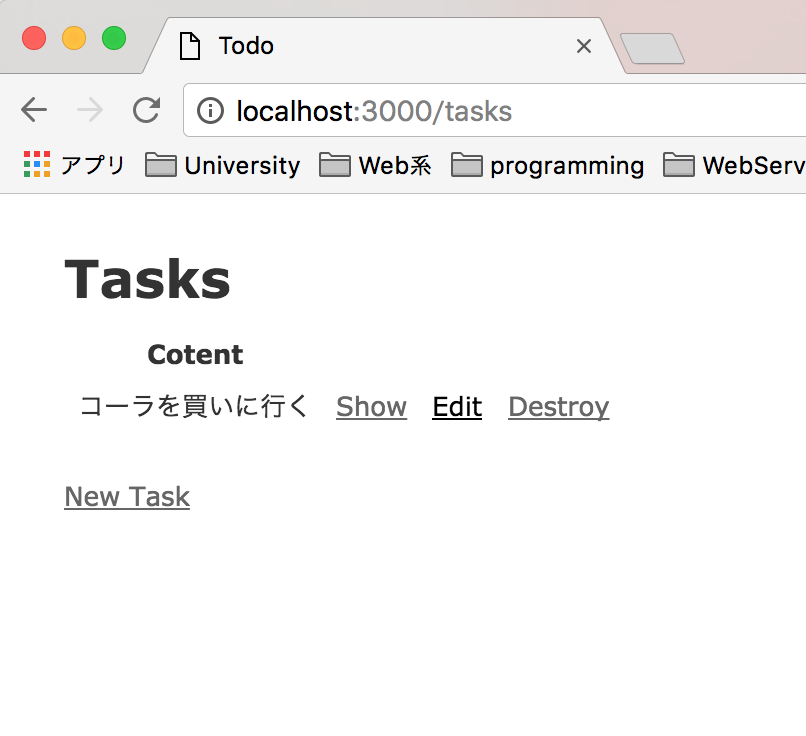 Todo
localhost:3000/tasks
アプリ University Web系 programming WebServ
Tasks
Cotent
コーラを買いに行く Show Edit Destroy
New Task